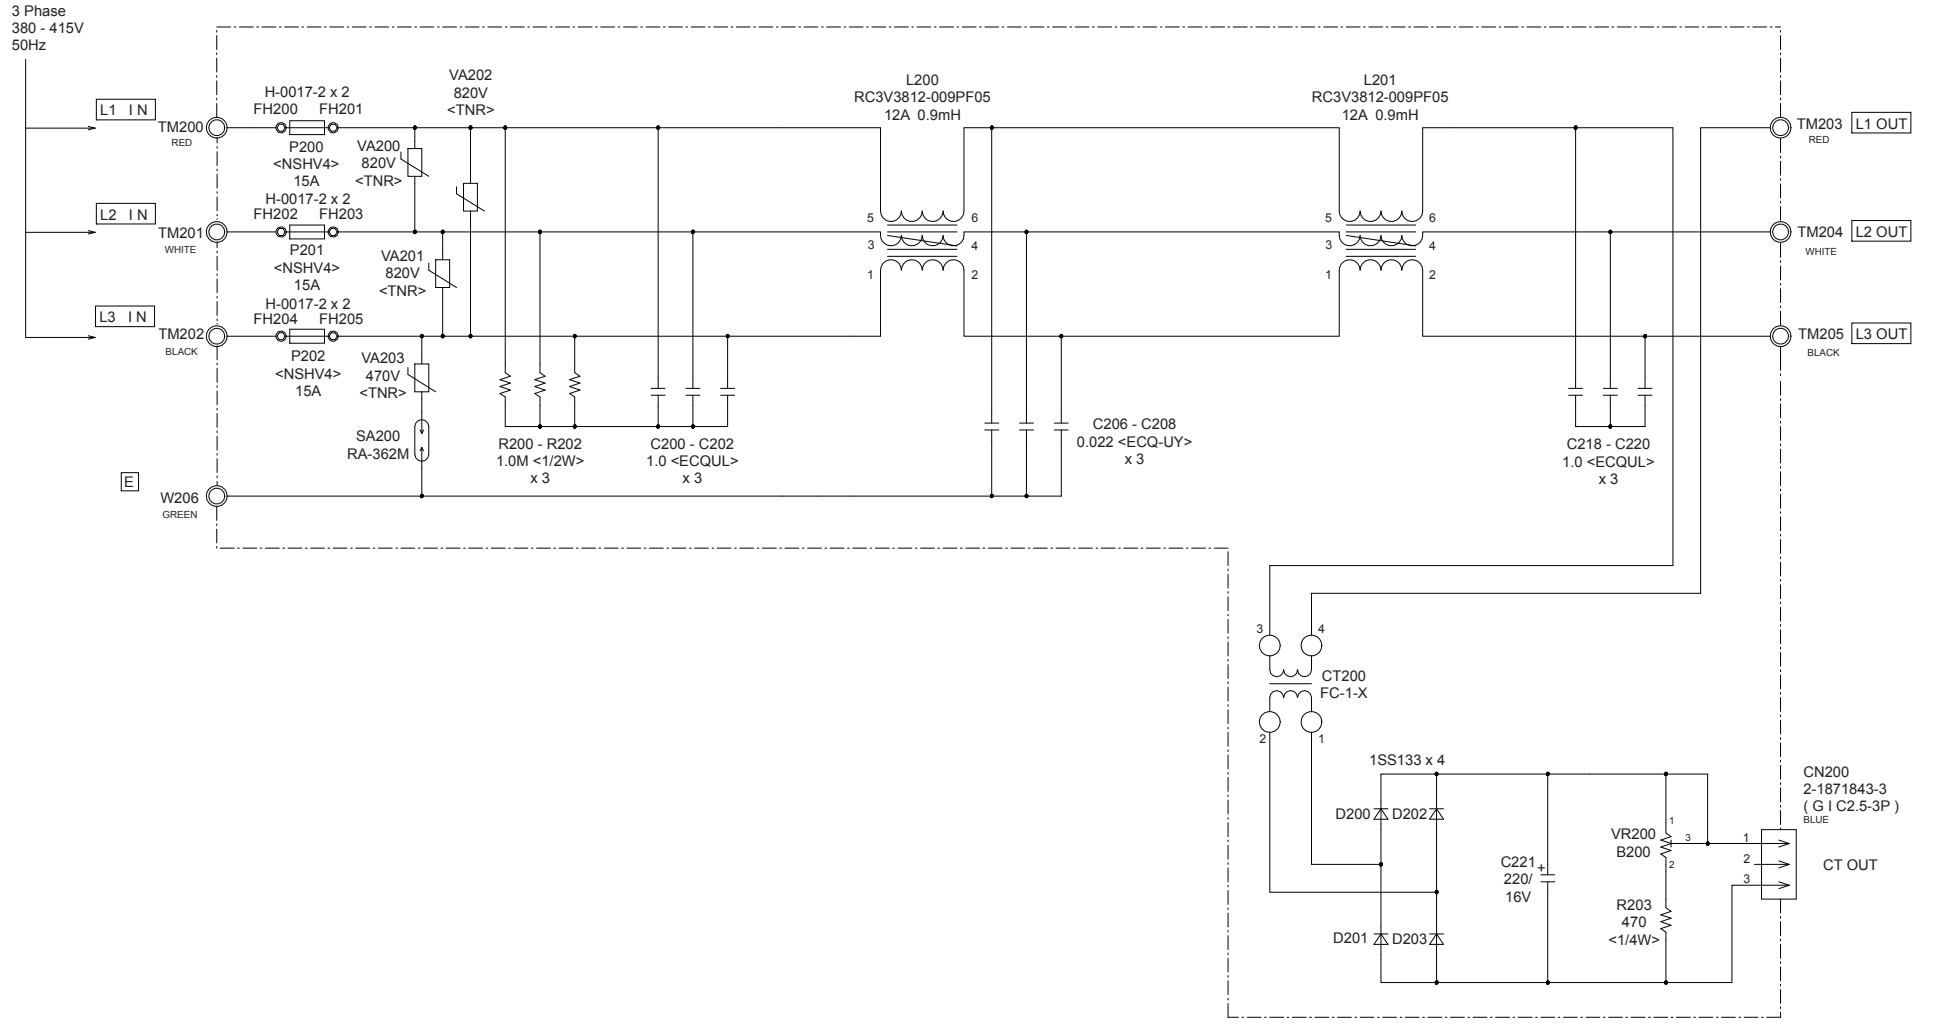 3 Phase
380 - 415V
50Hz
L1 IN
TM200
RED
H-0017-2 x 2
FH200 FH201
P200
<NSHV4>
15A
VA200
820V
<TNR>
VA202
820V
<TNR>
L2 IN
TM201
WHITE
H-0017-2 x 2
FH202 FH203
P201
<NSHV4>
15A
VA201
820V
<TNR>
L3 IN
TM202
BLACK
H-0017-2 x 2
FH204 FH205
P202
<NSHV4>
15A
VA203
470V
<TNR>
SA200
RA-362M
E
W206
GREEN
R200 - R202
1.0M <1/2W>
x 3
C200 - C202
1.0 <ECQUL>
x 3
L200
RC3V3812-009PF05
12A 0.9mH
5 6
3 4
1 2
C206 - C208
0.022 <ECQ-UY>
x 3
L201
RC3V3812-009PF05
12A 0.9mH
5 6
3 4
1 2
C218 - C220
1.0 <ECQUL>
x 3
TM203
RED
L1 OUT
TM204
WHITE
L2 OUT
TM205
BLACK
L3 OUT
3 4
CT200
FC-1-X
2 1
1SS133 x 4
D200 D202
D201 D203
C221
+
220/
16V
VR200
B200
1
3
2
R203
470
<1/4W>
CN200
2-1871843-3
( G I C2.5-3P )
BLUE
1
2
3
CT OUT